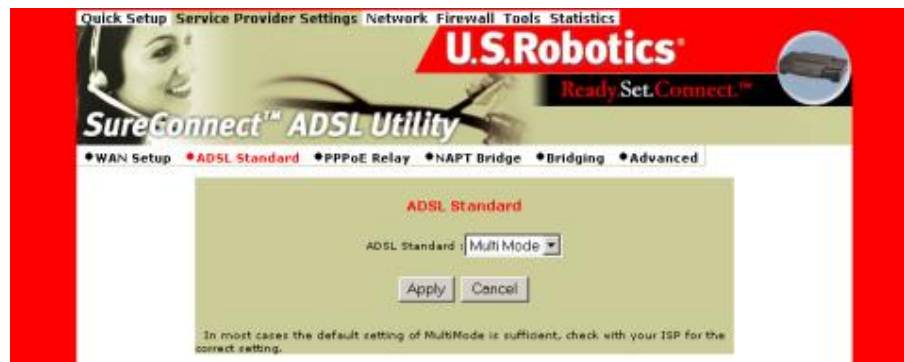 Quick Setup Service Provider Settings Network Firewall Tools Statistics
U.S.Robotics
Ready.Set.Connect.™
SureConnect™ ADSL Utility
WAN Setup ADSL Standard PPPoE Relay NAPT Bridge Bridging Advanced
ADSL Standard
ADSL Standard : Multi Mode
Apply Cancel
In most cases the default setting of MultiMode is sufficient, check with your ISP for the
correct setting.